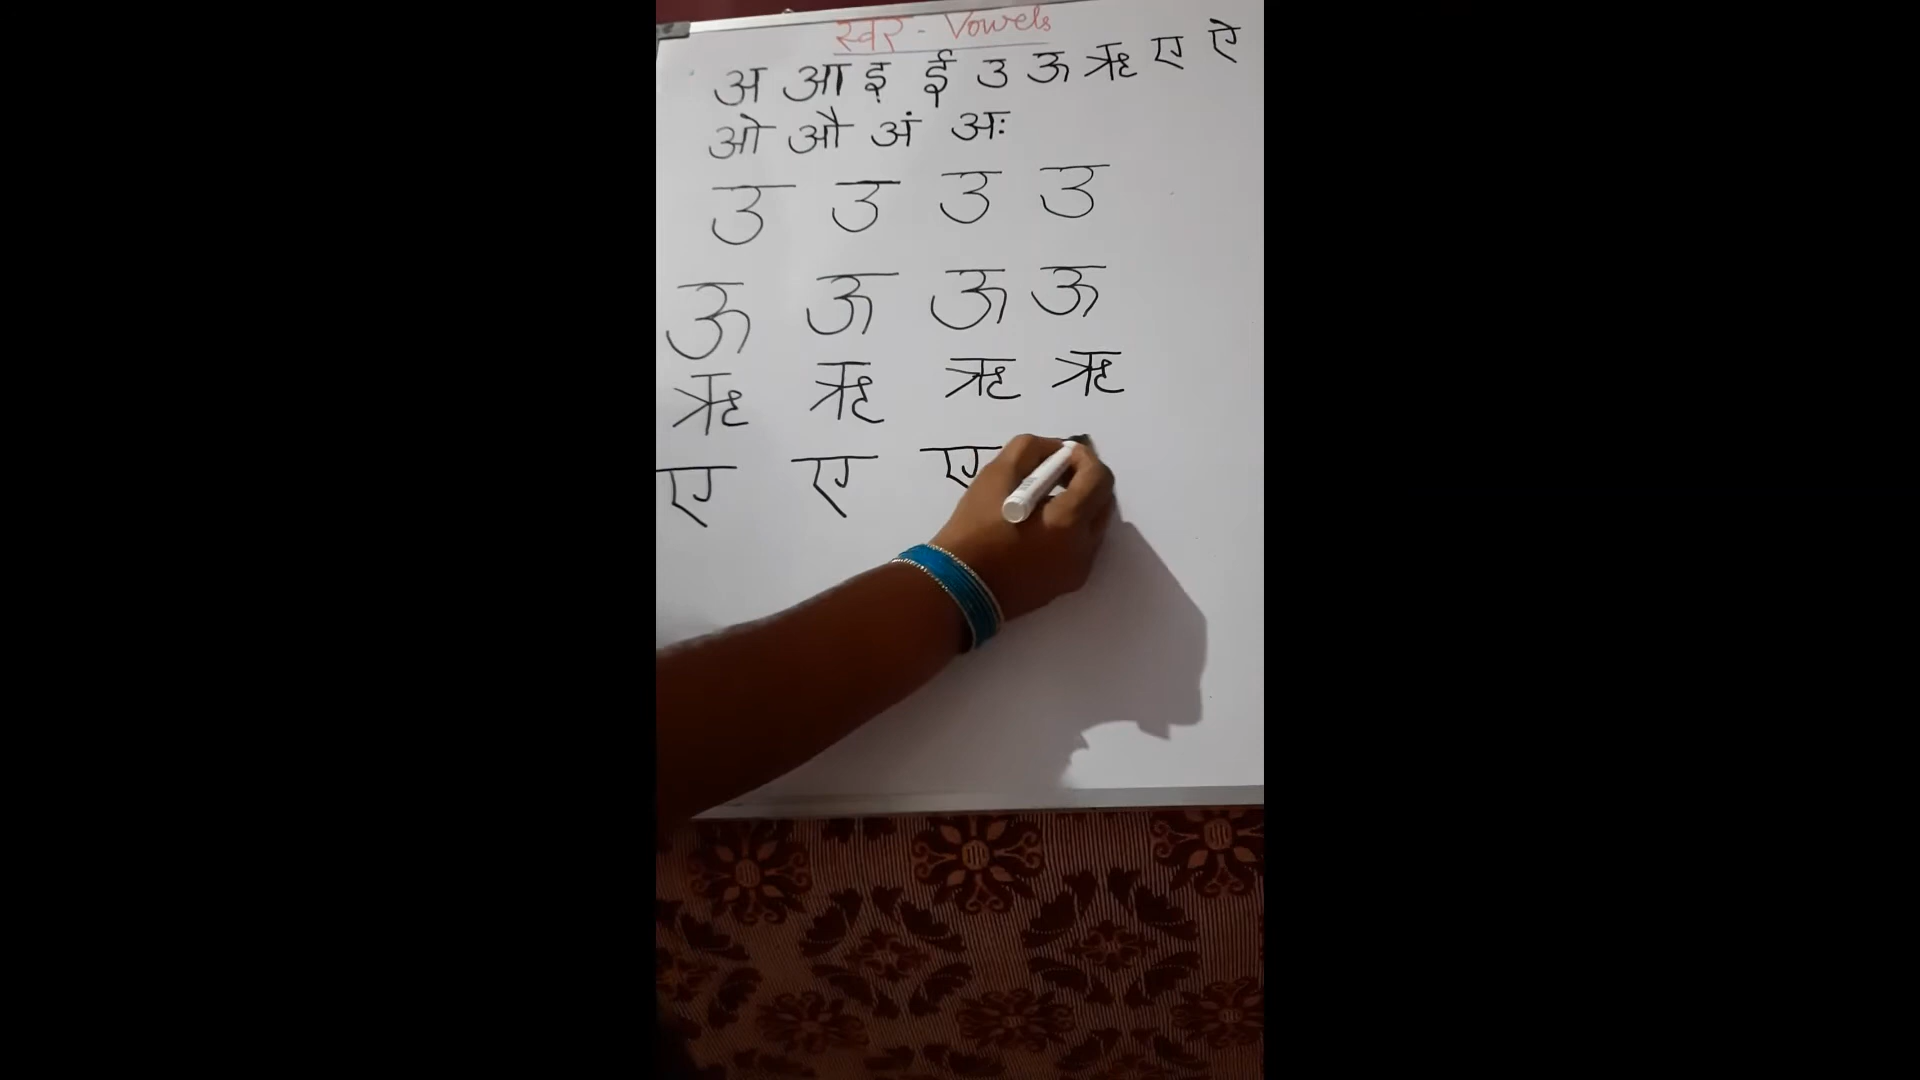 स्वर - Vowels
अ आ इ ई उ ऊ ऋ ए ऐ
ओ औ अं अः
उ उ उ उ
ऊ ऊ ऊ ऊ
ऋ ऋ ऋ ऋ
ए ए ए